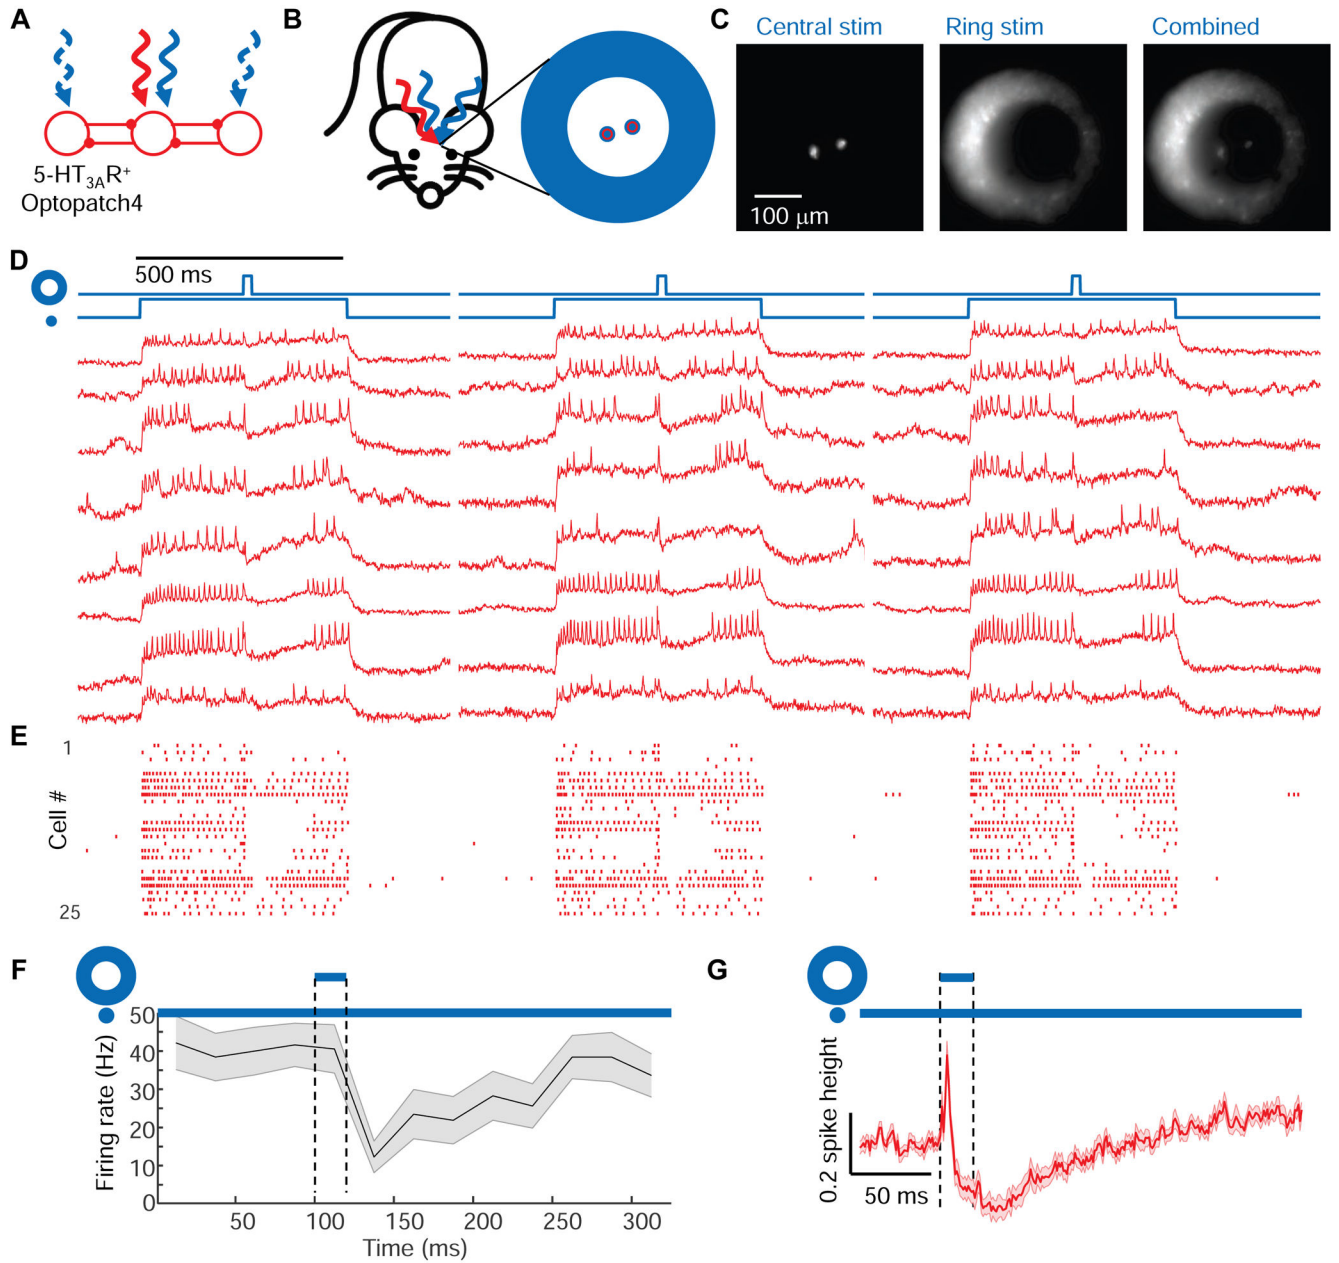 A
5-HT3AR+
Optopatch4
B
C
Central stim
Ring stim
Combined
100 μm
D
500 ms
E
1
Cell #
25
F
Firing rate (Hz)
50
40
30
20
10
0
50
100
150
200
250
300
Time (ms)
G
0.2 spike height
50 ms